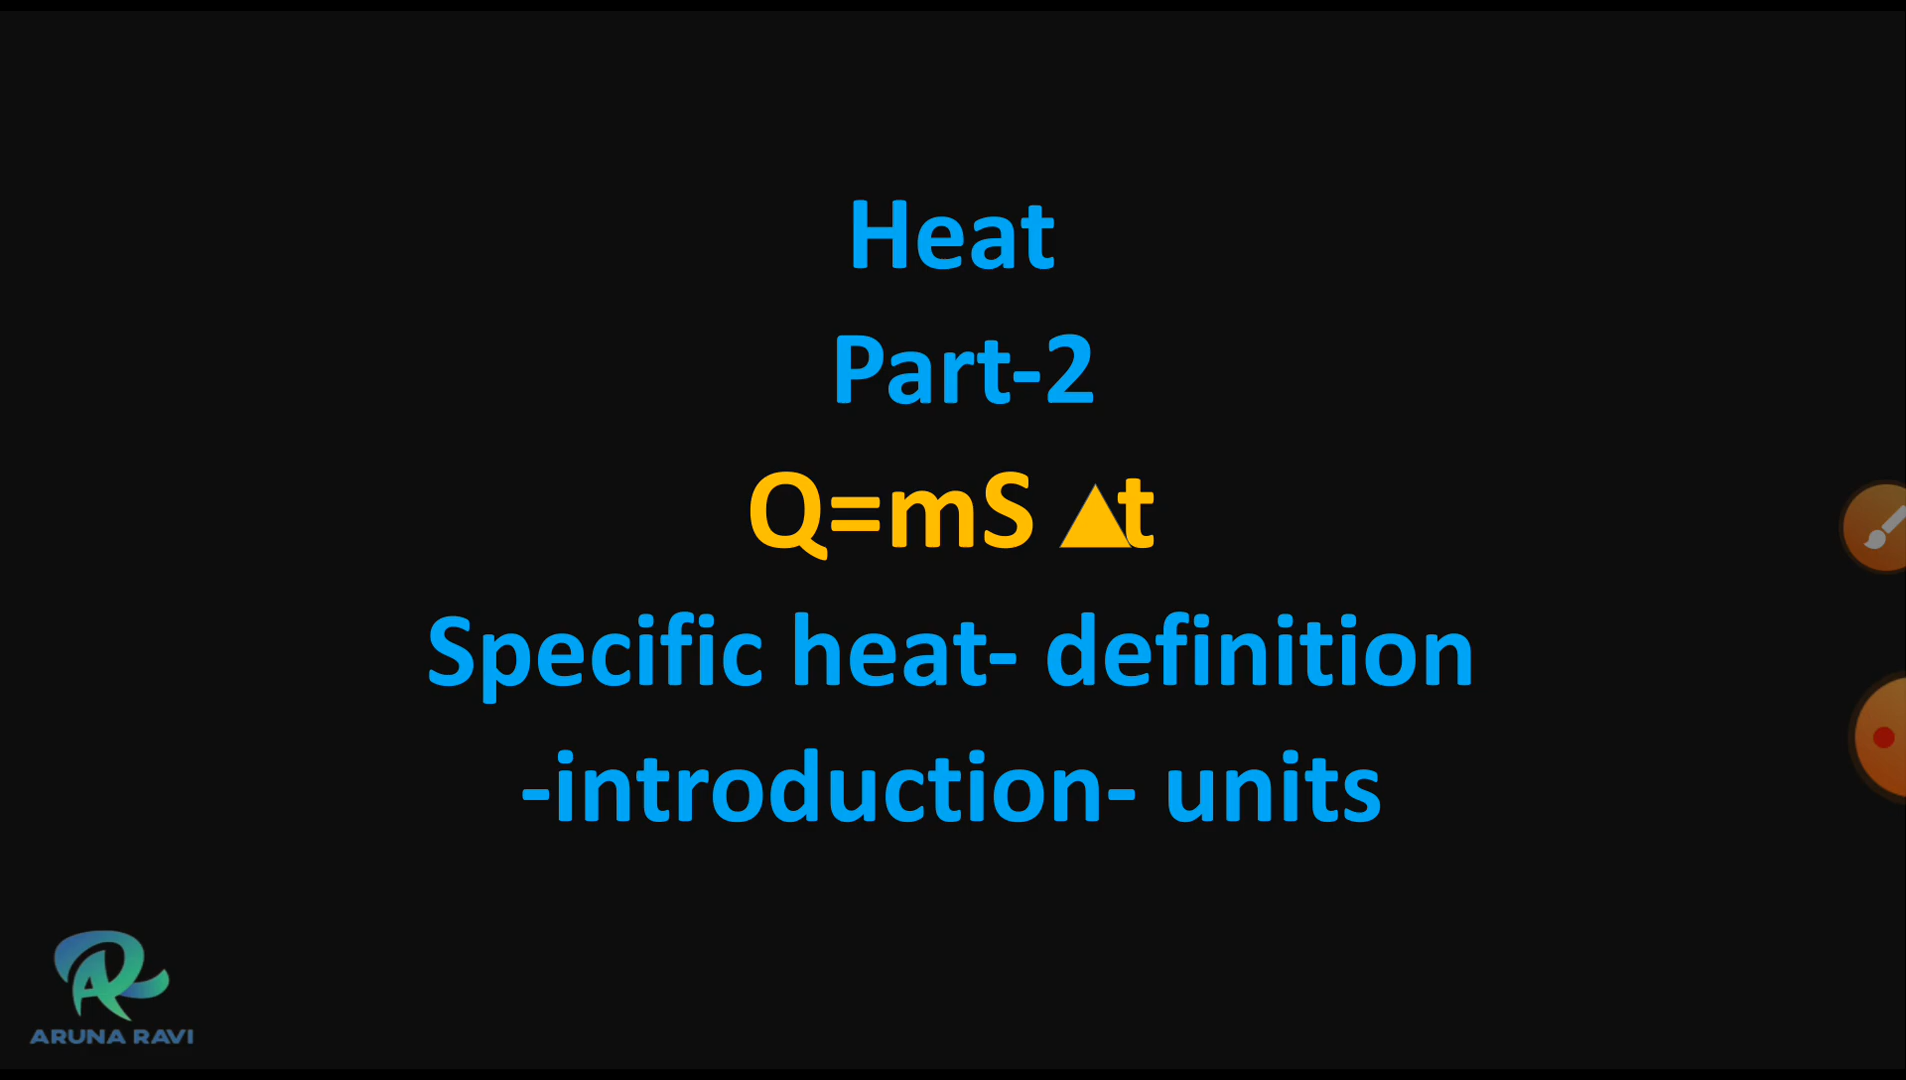 Heat
Part-2
Q=mS ▲t
Specific heat- definition
-introduction- units
ARUNA RAVI